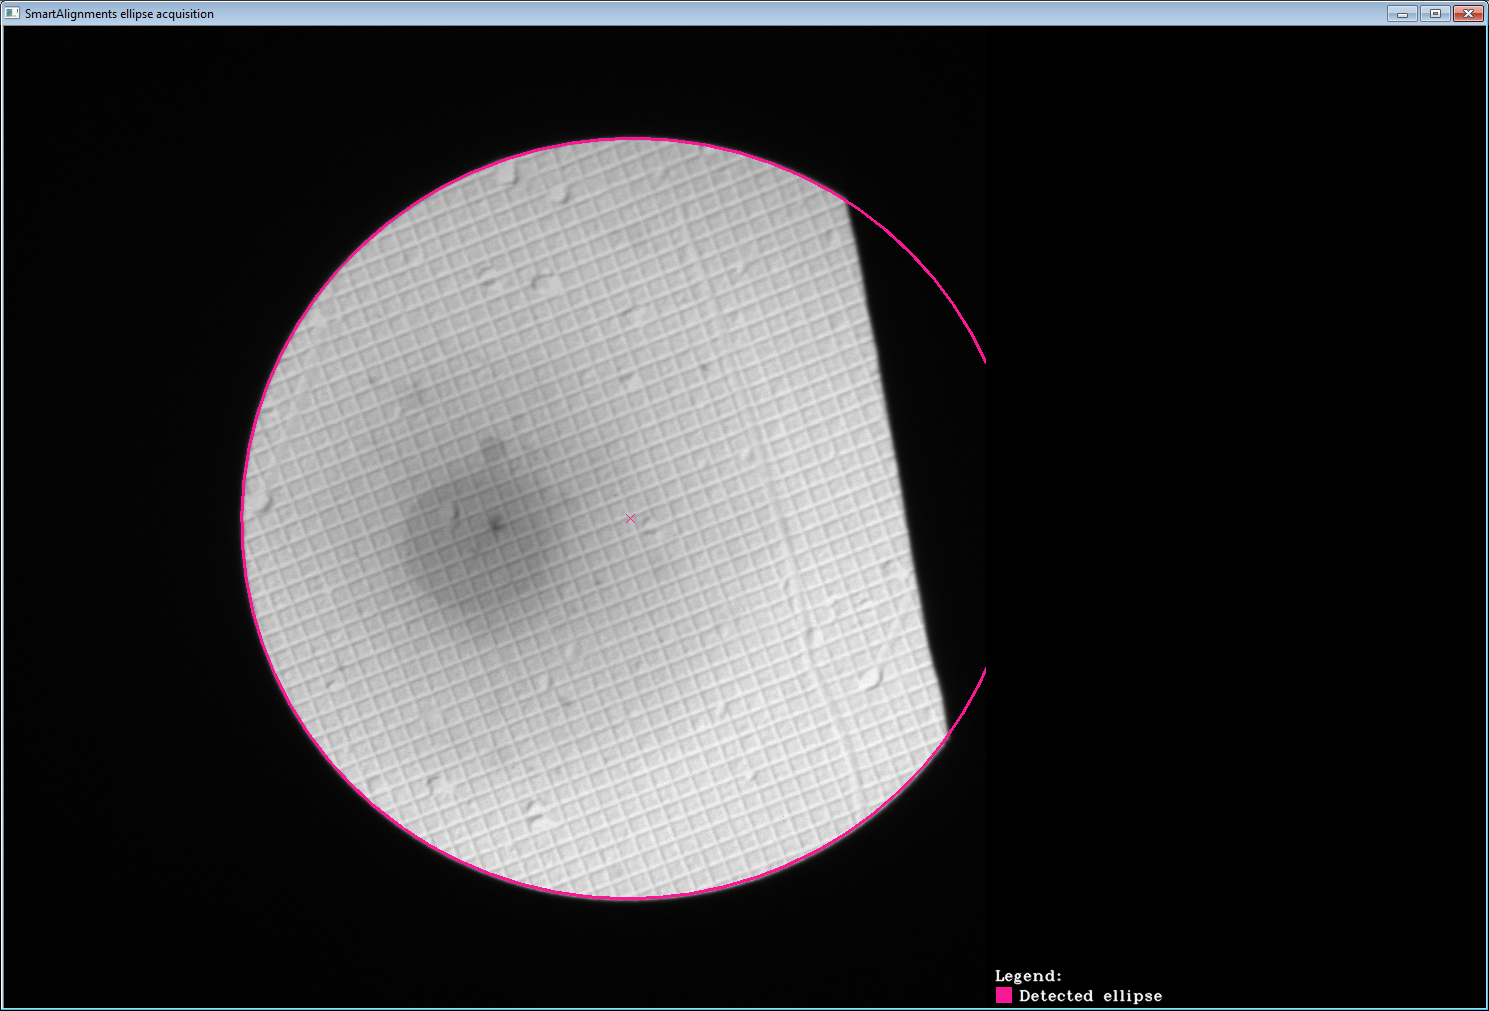 SmartAlignments ellipse acquisition
Legend:
Detected ellipse